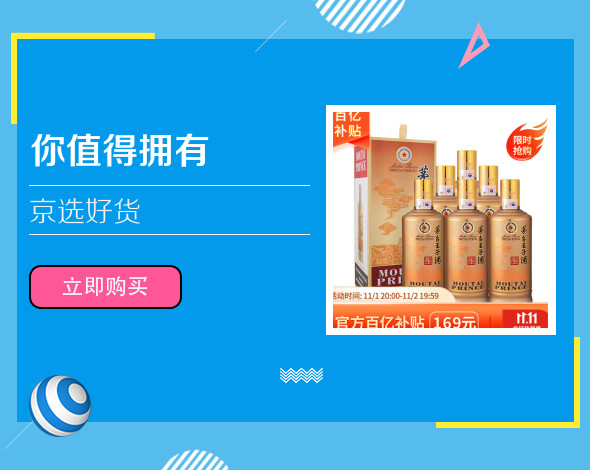 你值得拥有
京选好货
立即购买
百亿
补贴
限时
抢购
茅台王子酒
MOUTAI
PRINCE
MOUTAI
PRINCE
活动时间: 11/1 20:00-11/2 19:59
官方百亿补贴 169元
11.11